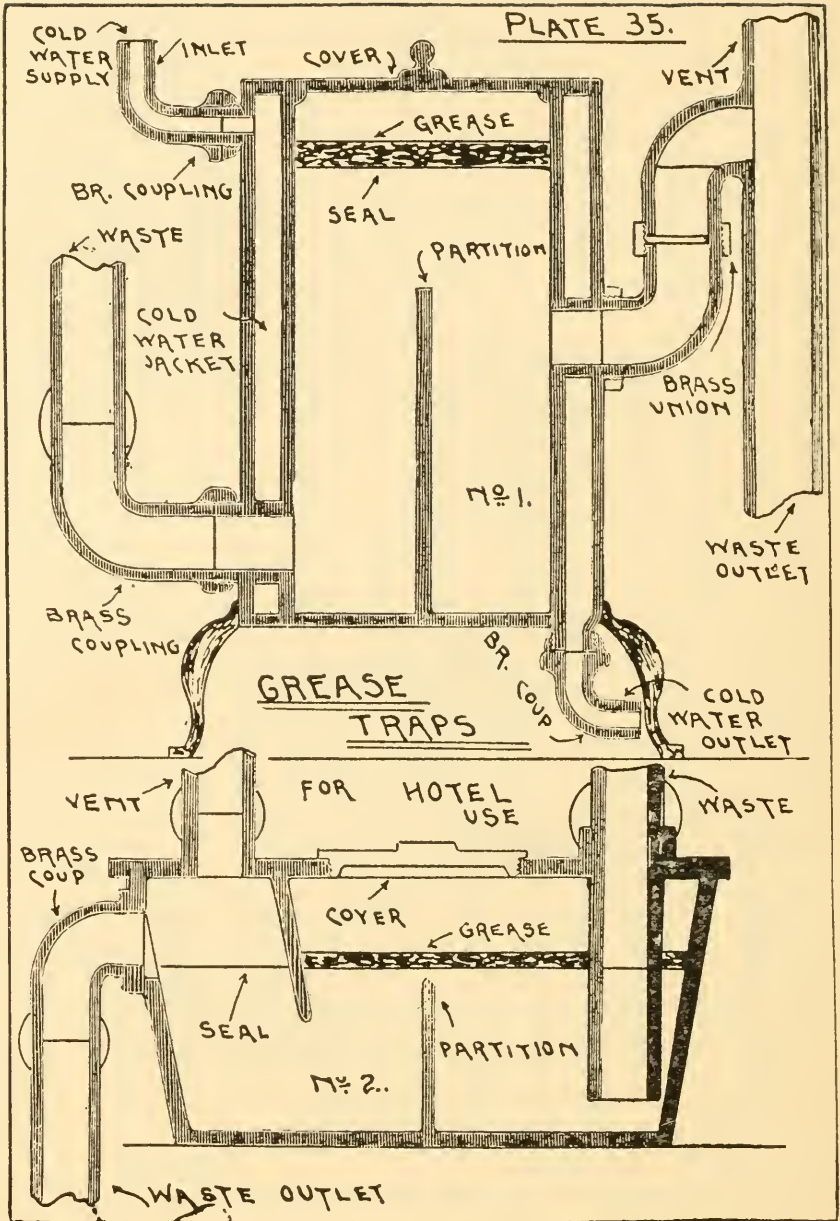 PLATE 35.
COLD
WATER
SUPPLY
INLET
COVER
VENT
GREASE
BR. COUPLING
SEAL
WASTE
PARTITION
COLD
WATER
JACKET
BRASS
UNION
No 1.
WASTE
OUTLET
BRASS
COUPLING
BR. COUP
COLD
WATER
OUTLET
GREASE
TRAPS
VENT
FOR HOTEL
USE
WASTE
BRASS
COUP
COVER
GREASE
SEAL
PARTITION
No 2..
WASTE OUTLET